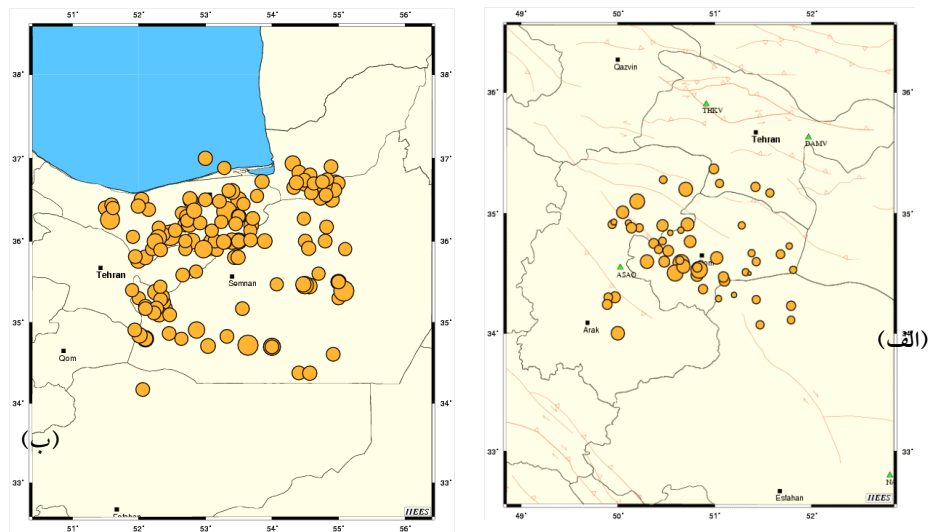 51° 52° 53° 54° 55° 56°
38°
37°
36°
35°
34°
33°
Tehran
Semnan
Qom
(ب)
IIEES
49° 50° 51° 52°
36°
35°
34°
33°
Qazvin
THKV
Tehran
DAMV
ASAO
Arak
(الف)
Esfahan
IIEES